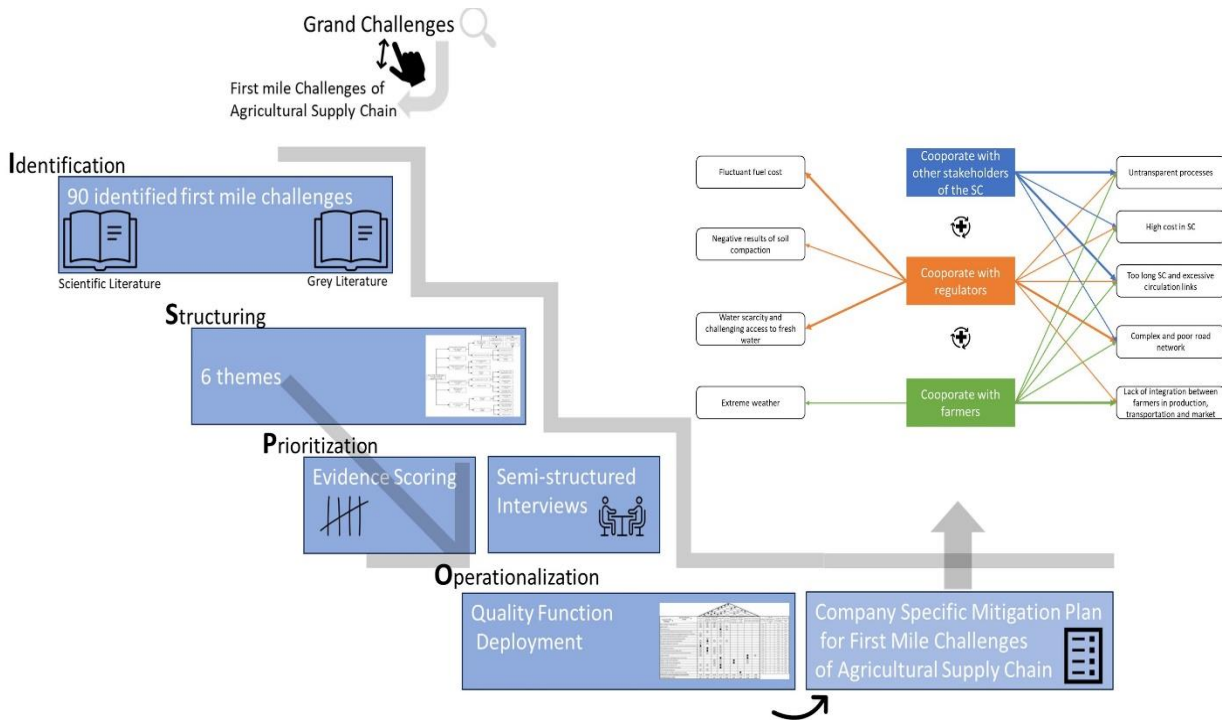 Grand Challenges
First mile Challenges of
Agricultural Supply Chain
Identification
90 identified first mile challenges
Scientific Literature
Grey Literature
Structuring
6 themes
Prioritization
Evidence Scoring
Semi-structured
Interviews
Operationalization
Quality Function
Deployment
Company Specific Mitigation Plan
for First Mile Challenges
of Agricultural Supply Chain
Fluctuant fuel cost
Negative results of soil
compaction
Water scarcity and
challenging access to fresh
water
Extreme weather
Cooporate with
other stakeholders
of the SC
Cooporate with
regulators
Cooporate with
farmers
Untransparent processes
High cost in SC
Too long SC and excessive
circulation links
Complex and poor road
network
Lack of integration between
farmers in production,
transportation and market